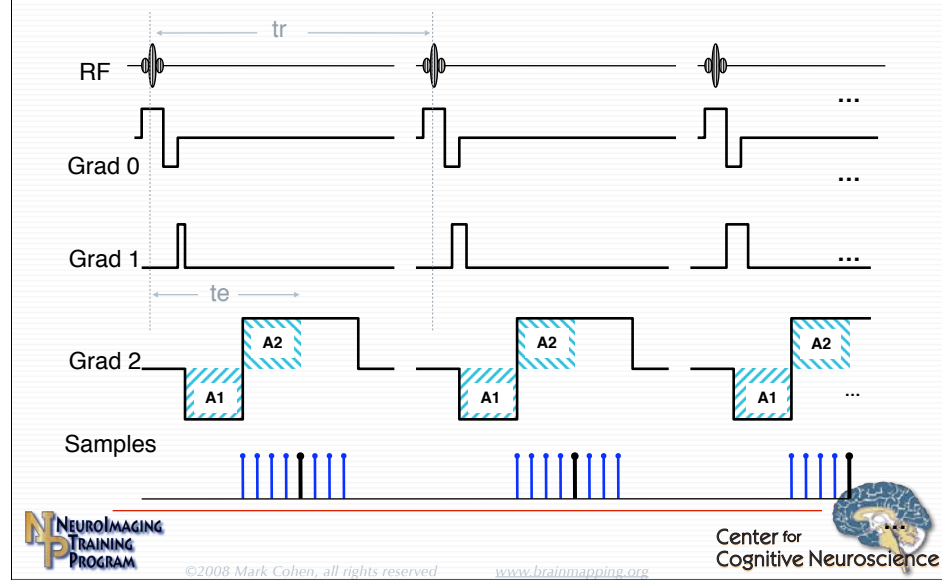 tr
RF
...
Grad 0
...
Grad 1
...
te
A2
A2
A2
Grad 2
A1
A1
A1
...
Samples
...
NP
NEUROIMAGING
TRAINING
PROGRAM
Center for
Cognitive Neuroscience
©2008 Mark Cohen, all rights reserved
www.brainmapping.org